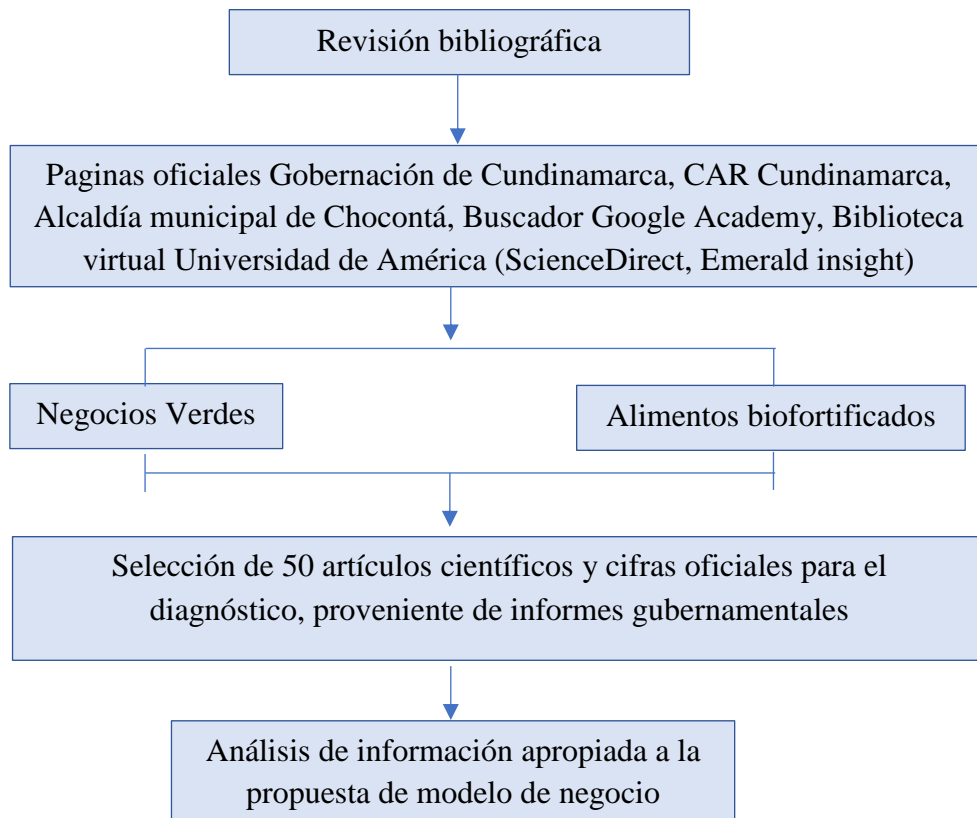 Revisión bibliográfica
Paginas oficiales Gobernación de Cundinamarca, CAR Cundinamarca,
Alcaldía municipal de Chocontá, Buscador Google Academy, Biblioteca
virtual Universidad de América (ScienceDirect, Emerald insight)
Negocios Verdes
Alimentos biofortificados
Selección de 50 artículos científicos y cifras oficiales para el
diagnóstico, proveniente de informes gubernamentales
Análisis de información apropiada a la
propuesta de modelo de negocio